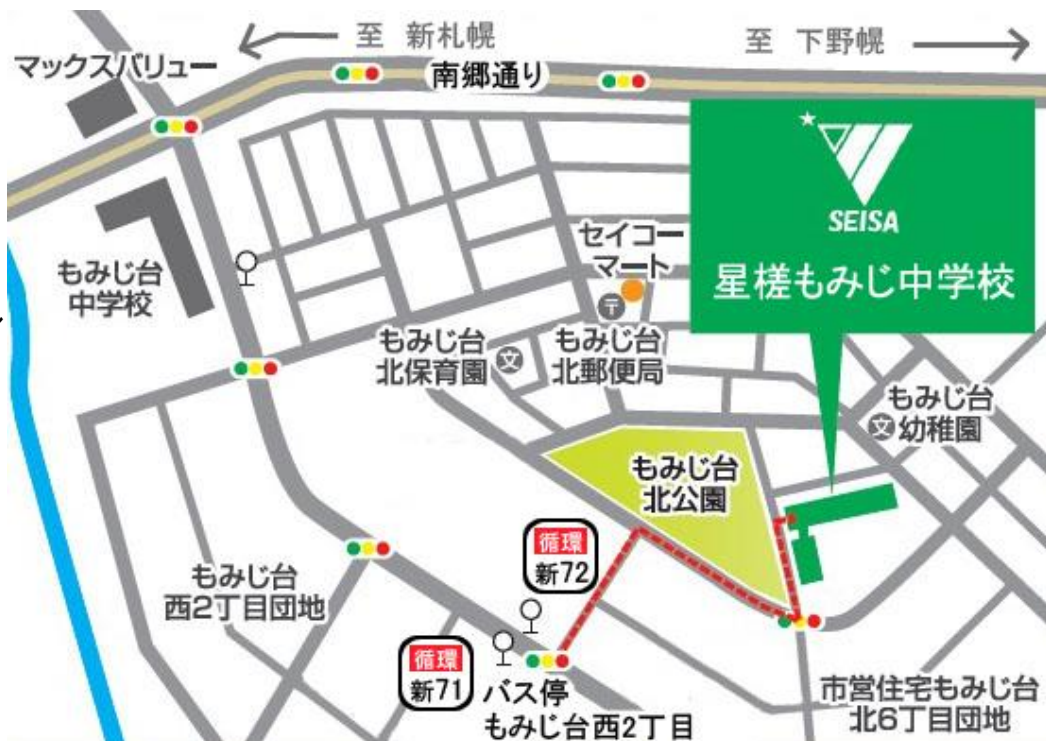 至 新札幌
至 下野幌
マックスバリュー
南郷通り
SEISA
星槎もみじ中学校
セイコー
マート
もみじ台
中学校
〒
もみじ台
北保育園
文
もみじ台
北郵便局
もみじ台
幼稚園
文
もみじ台
北公園
循環
新72
もみじ台
西2丁目団地
循環
新71
バス停
もみじ台西2丁目
市営住宅もみじ台
北6丁目団地